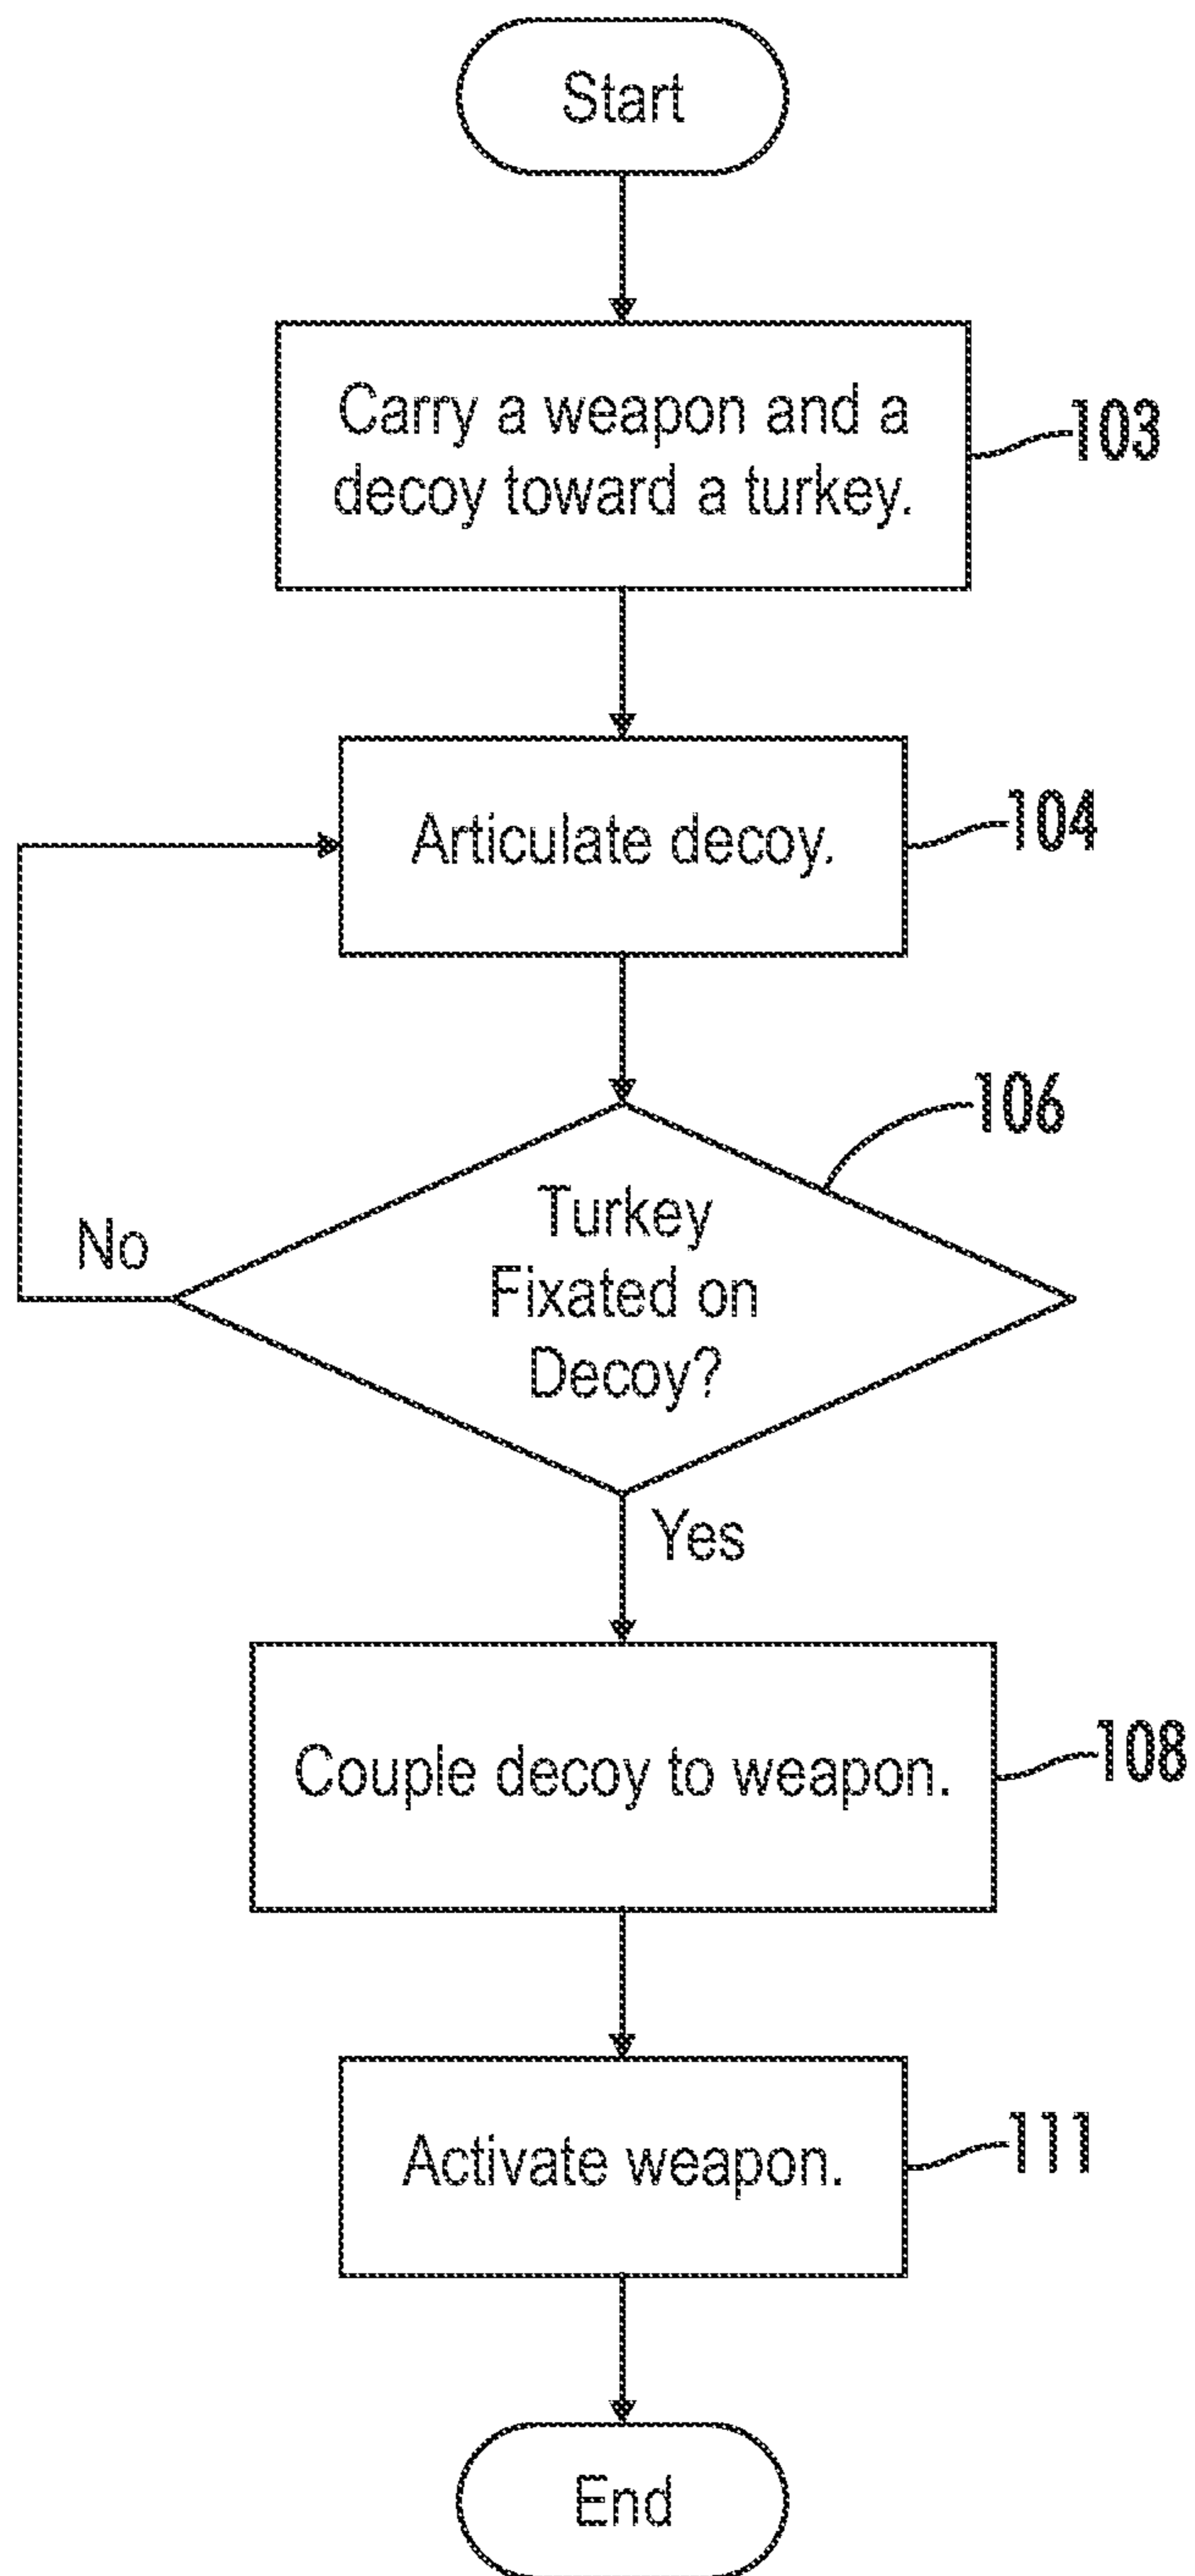 Start
Carry a weapon and a
decoy toward a turkey.
103
Articulate decoy.
104
106
Turkey
Fixated on
Decoy?
No
Yes
Couple decoy to weapon.
108
Activate weapon.
111
End